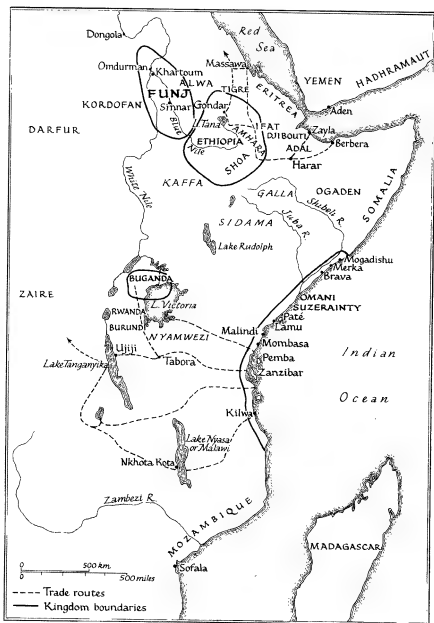 Dongola
Red
Sea
Omdurman
Khartoum
Massawa
YEMEN
HADHRAMAUT
ALWA
FUNJ
TIGRE
ERITREA
KORDOFAN
Sinnar
Gondar
Aden
Blue
L.Tana
AMHARA
IFAT
DJIBOUTI
Zayla
DARFUR
ETHIOPIA
ADAL
Berbera
Nile
SHOA
Harar
White Nile
KAFFA
GALLA
OGADEN
SOMALIA
Juba R.
Shibeli R.
SIDAMA
Lake Rudolph
Mogadishu
Merka
Brava
BUGANDA
ZAIRE
L. Victoria
OMANI
SUZERAINTY
RWANDA
Paté
Lamu
BURUNDI
NYAMWEZI
Malindi
Indian
Ocean
Ujiji
Mombasa
Lake Tanganyika
Tabora
Pemba
Zanzibar
Kilwa
Lake Nyasa
or Malawi
Nkhota Kota
Zambezi R.
MOZAMBIQUE
MADAGASCAR
Sofala
0 500 km
0 500 miles
Trade routes
Kingdom boundaries